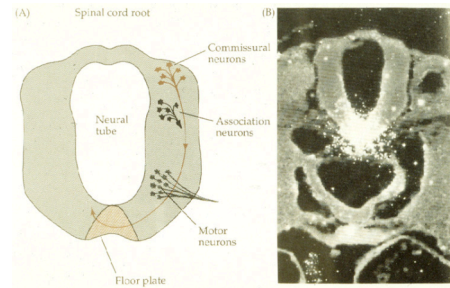 (A)
Spinal cord root
(B)
Commissural
neurons
Neural
tube
Association
neurons
Motor
neurons
Floor plate